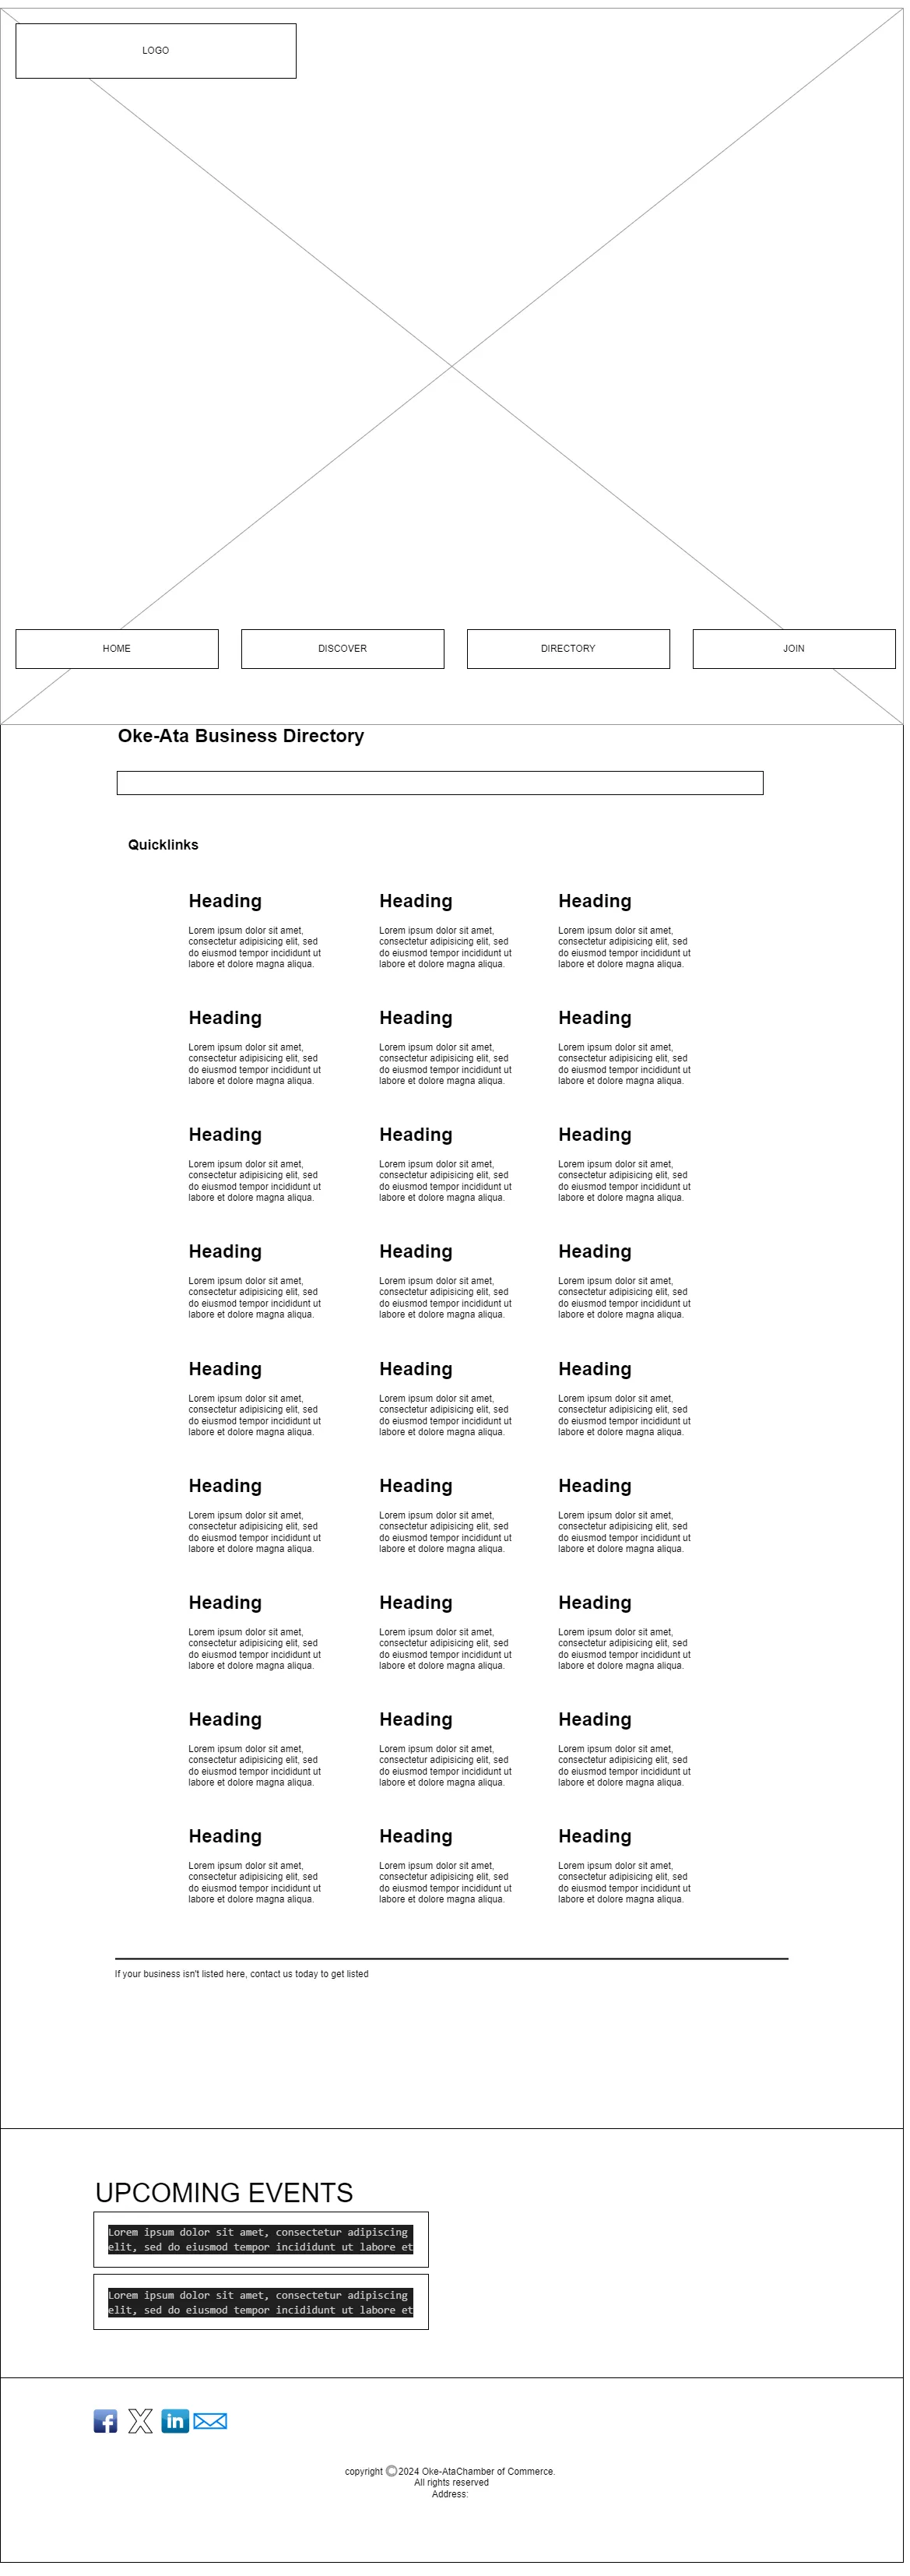 LOGO
HOME DISCOVER DIRECTORY JOIN
Oke-Ata Business Directory
Quicklinks
Heading Heading Heading
Lorem ipsum dolor sit amet, Lorem ipsum dolor sit amet, Lorem ipsum dolor sit amet,
consectetur adipisicing elit, sed consectetur adipisicing elit, sed consectetur adipisicing elit, sed
do eiusmod tempor incididunt ut do eiusmod tempor incididunt ut do eiusmod tempor incididunt ut
labore et dolore magna aliqua. labore et dolore magna aliqua. labore et dolore magna aliqua.
Heading Heading Heading
Lorem ipsum dolor sit amet, Lorem ipsum dolor sit amet, Lorem ipsum dolor sit amet,
consectetur adipisicing elit, sed consectetur adipisicing elit, sed consectetur adipisicing elit, sed
do eiusmod tempor incididunt ut do eiusmod tempor incididunt ut do eiusmod tempor incididunt ut
labore et dolore magna aliqua. labore et dolore magna aliqua. labore et dolore magna aliqua.
Heading Heading Heading
Lorem ipsum dolor sit amet, Lorem ipsum dolor sit amet, Lorem ipsum dolor sit amet,
consectetur adipisicing elit, sed consectetur adipisicing elit, sed consectetur adipisicing elit, sed
do eiusmod tempor incididunt ut do eiusmod tempor incididunt ut do eiusmod tempor incididunt ut
labore et dolore magna aliqua. labore et dolore magna aliqua. labore et dolore magna aliqua.
Heading Heading Heading
Lorem ipsum dolor sit amet, Lorem ipsum dolor sit amet, Lorem ipsum dolor sit amet,
consectetur adipisicing elit, sed consectetur adipisicing elit, sed consectetur adipisicing elit, sed
do eiusmod tempor incididunt ut do eiusmod tempor incididunt ut do eiusmod tempor incididunt ut
labore et dolore magna aliqua. labore et dolore magna aliqua. labore et dolore magna aliqua.
Heading Heading Heading
Lorem ipsum dolor sit amet, Lorem ipsum dolor sit amet, Lorem ipsum dolor sit amet,
consectetur adipisicing elit, sed consectetur adipisicing elit, sed consectetur adipisicing elit, sed
do eiusmod tempor incididunt ut do eiusmod tempor incididunt ut do eiusmod tempor incididunt ut
labore et dolore magna aliqua. labore et dolore magna aliqua. labore et dolore magna aliqua.
Heading Heading Heading
Lorem ipsum dolor sit amet, Lorem ipsum dolor sit amet, Lorem ipsum dolor sit amet,
consectetur adipisicing elit, sed consectetur adipisicing elit, sed consectetur adipisicing elit, sed
do eiusmod tempor incididunt ut do eiusmod tempor incididunt ut do eiusmod tempor incididunt ut
labore et dolore magna aliqua. labore et dolore magna aliqua. labore et dolore magna aliqua.
Heading Heading Heading
Lorem ipsum dolor sit amet, Lorem ipsum dolor sit amet, Lorem ipsum dolor sit amet,
consectetur adipisicing elit, sed consectetur adipisicing elit, sed consectetur adipisicing elit, sed
do eiusmod tempor incididunt ut do eiusmod tempor incididunt ut do eiusmod tempor incididunt ut
labore et dolore magna aliqua. labore et dolore magna aliqua. labore et dolore magna aliqua.
Heading Heading Heading
Lorem ipsum dolor sit amet, Lorem ipsum dolor sit amet, Lorem ipsum dolor sit amet,
consectetur adipisicing elit, sed consectetur adipisicing elit, sed consectetur adipisicing elit, sed
do eiusmod tempor incididunt ut do eiusmod tempor incididunt ut do eiusmod tempor incididunt ut
labore et dolore magna aliqua. labore et dolore magna aliqua. labore et dolore magna aliqua.
Heading Heading Heading
Lorem ipsum dolor sit amet, Lorem ipsum dolor sit amet, Lorem ipsum dolor sit amet,
consectetur adipisicing elit, sed consectetur adipisicing elit, sed consectetur adipisicing elit, sed
do eiusmod tempor incididunt ut do eiusmod tempor incididunt ut do eiusmod tempor incididunt ut
labore et dolore magna aliqua. labore et dolore magna aliqua. labore et dolore magna aliqua.
If your business isn't listed here, contact us today to get listed
UPCOMING EVENTS
Lorem ipsum dolor sit amet, consectetur adipiscing
elit, sed do eiusmod tempor incididunt ut labore et
Lorem ipsum dolor sit amet, consectetur adipiscing
elit, sed do eiusmod tempor incididunt ut labore et
f X in
copyright ©2024 Oke-AtaChamber of Commerce.
All rights reserved
Address: